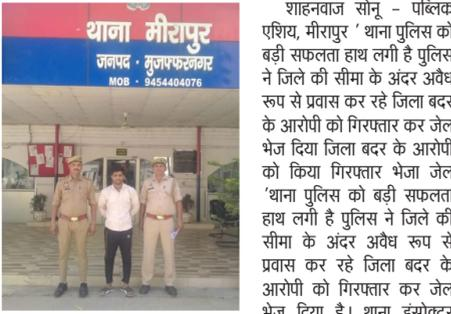 थाना मीरापुर
जनपद - मुजफ्फरनगर
MOB - 9454404076
शाहनवाज सोनू – पब्लिक
एशिय, मीरापुर ' थाना पुलिस को
बड़ी सफलता हाथ लगी है पुलिस
ने जिले की सीमा के अंदर अवैध
रूप से प्रवास कर रहे जिला बदर
के आरोपी को गिरफ्तार कर जेल
भेज दिया जिला बदर के आरोपी
को किया गिरफ्तार भेजा जेल
'थाना पुलिस को बड़ी सफलता
हाथ लगी है पुलिस ने जिले की
सीमा के अंदर अवैध रूप से
प्रवास कर रहे जिला बदर के
आरोपी को गिरफ्तार कर जेल
भेज दिया है। थाना इंस्पेक्टर